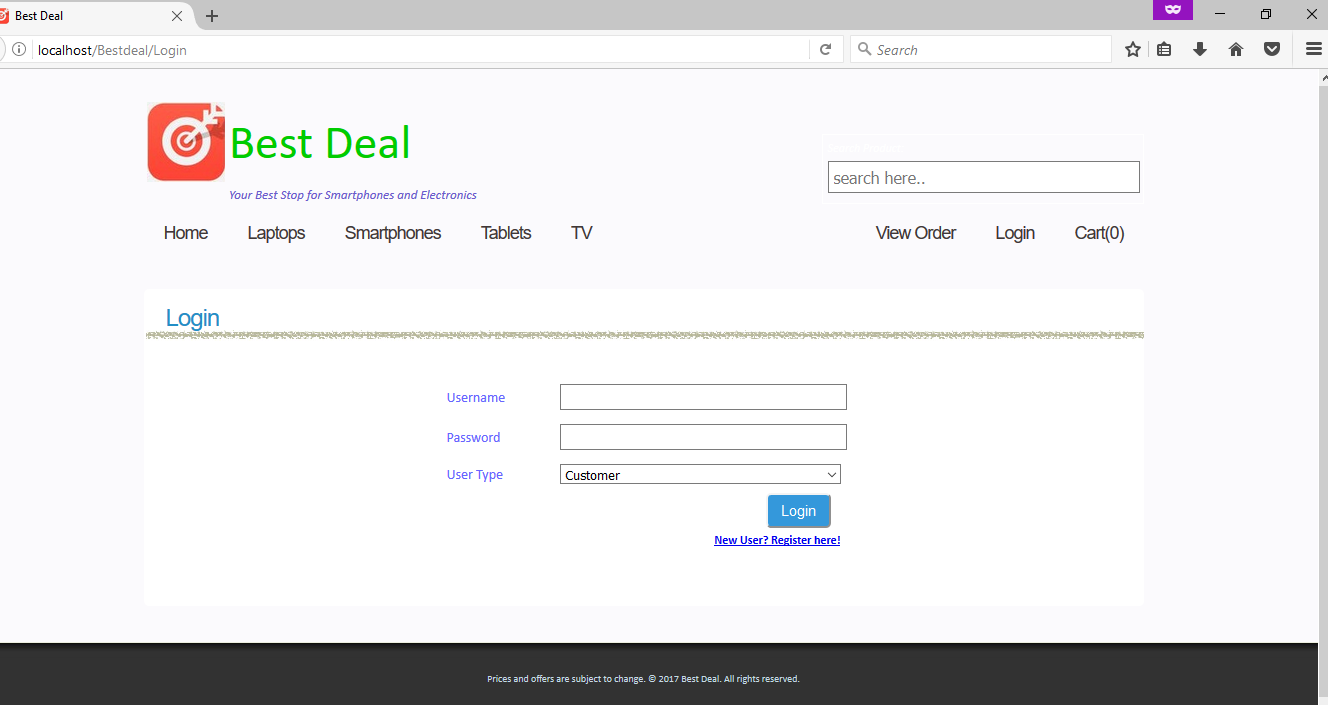 Best Deal
localhost/Bestdeal/Login
Search
Best Deal
Your Best Stop for Smartphones and Electronics
search here..
Home Laptops Smartphones Tablets TV View Order Login Cart(0)
Login
Username
Password
User Type Customer
Login
New User? Register here!
Prices and offers are subject to change. © 2017 Best Deal. All rights reserved.